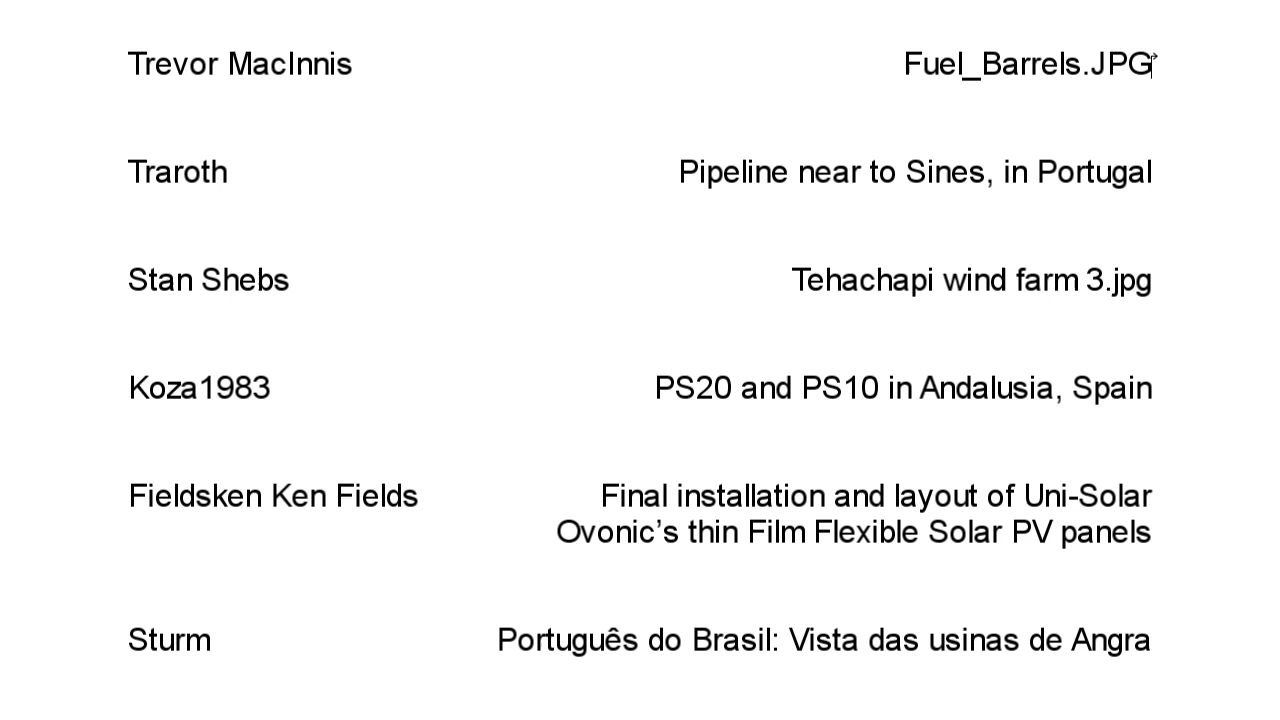 Trevor MacInnis Fuel_Barrels.JPG
Traroth Pipeline near to Sines, in Portugal
Stan Shebs Tehachapi wind farm 3.jpg
Koza1983 PS20 and PS10 in Andalusia, Spain
Fieldsken Ken Fields Final installation and layout of Uni-Solar
Ovonic’s thin Film Flexible Solar PV panels
Sturm Português do Brasil: Vista das usinas de Angra